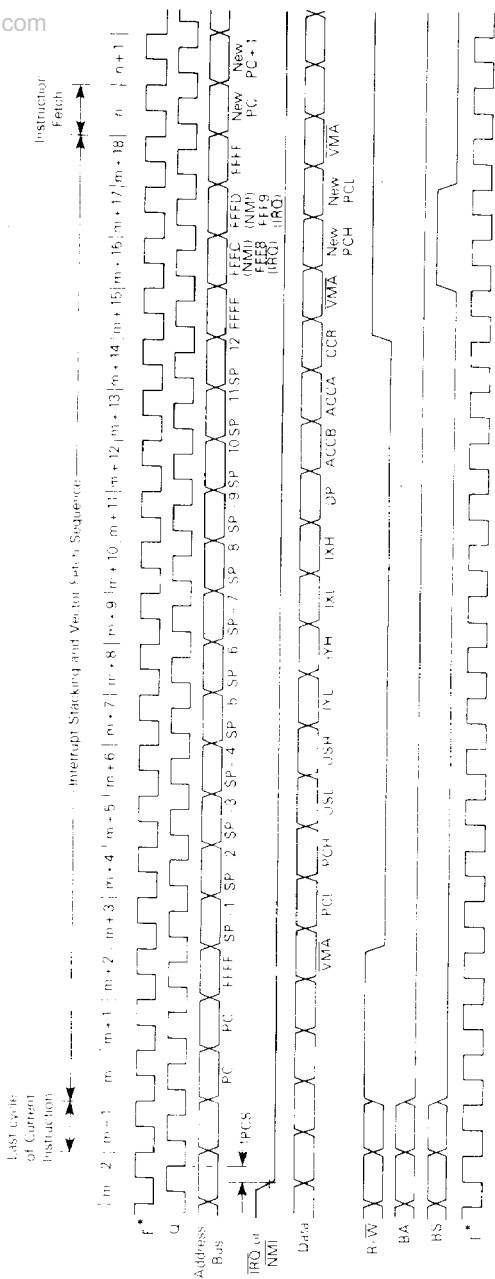 com
Last Cycle
of Current
Instruction
Interrupt Stacking and Vector Fetch Sequence
Instruction
Fetch
m - 2 | m - 1 | m | m + 1 | m + 2 | m + 3 | m + 4 | m + 5 | m + 6 | m + 7 | m + 8 | m + 9 | m + 10 | m + 11 | m + 12 | m + 13 | m + 14 | m + 15 | m + 16 | m + 17 | m + 18 | n | n + 1
E*
Q
Address
Bus
PC PC FFFF SP - 1 SP - 2 SP - 3 SP - 4 SP - 5 SP - 6 SP - 7 SP - 8 SP - 9 SP - 10 SP - 11 SP - 12 FFFF FFFC FFFD FFFF New New
(NMI) (NMI) PC PC + 1
FFF8 FFF9
(IRQ) (IRQ)
tPCS
IRQ or
NMI
Data
VMA PCL PCH USL USH IYL IYH IXL IXH DP ACCB ACCA CCR VMA New New VMA
PCH PCL
R/W
BA
BS